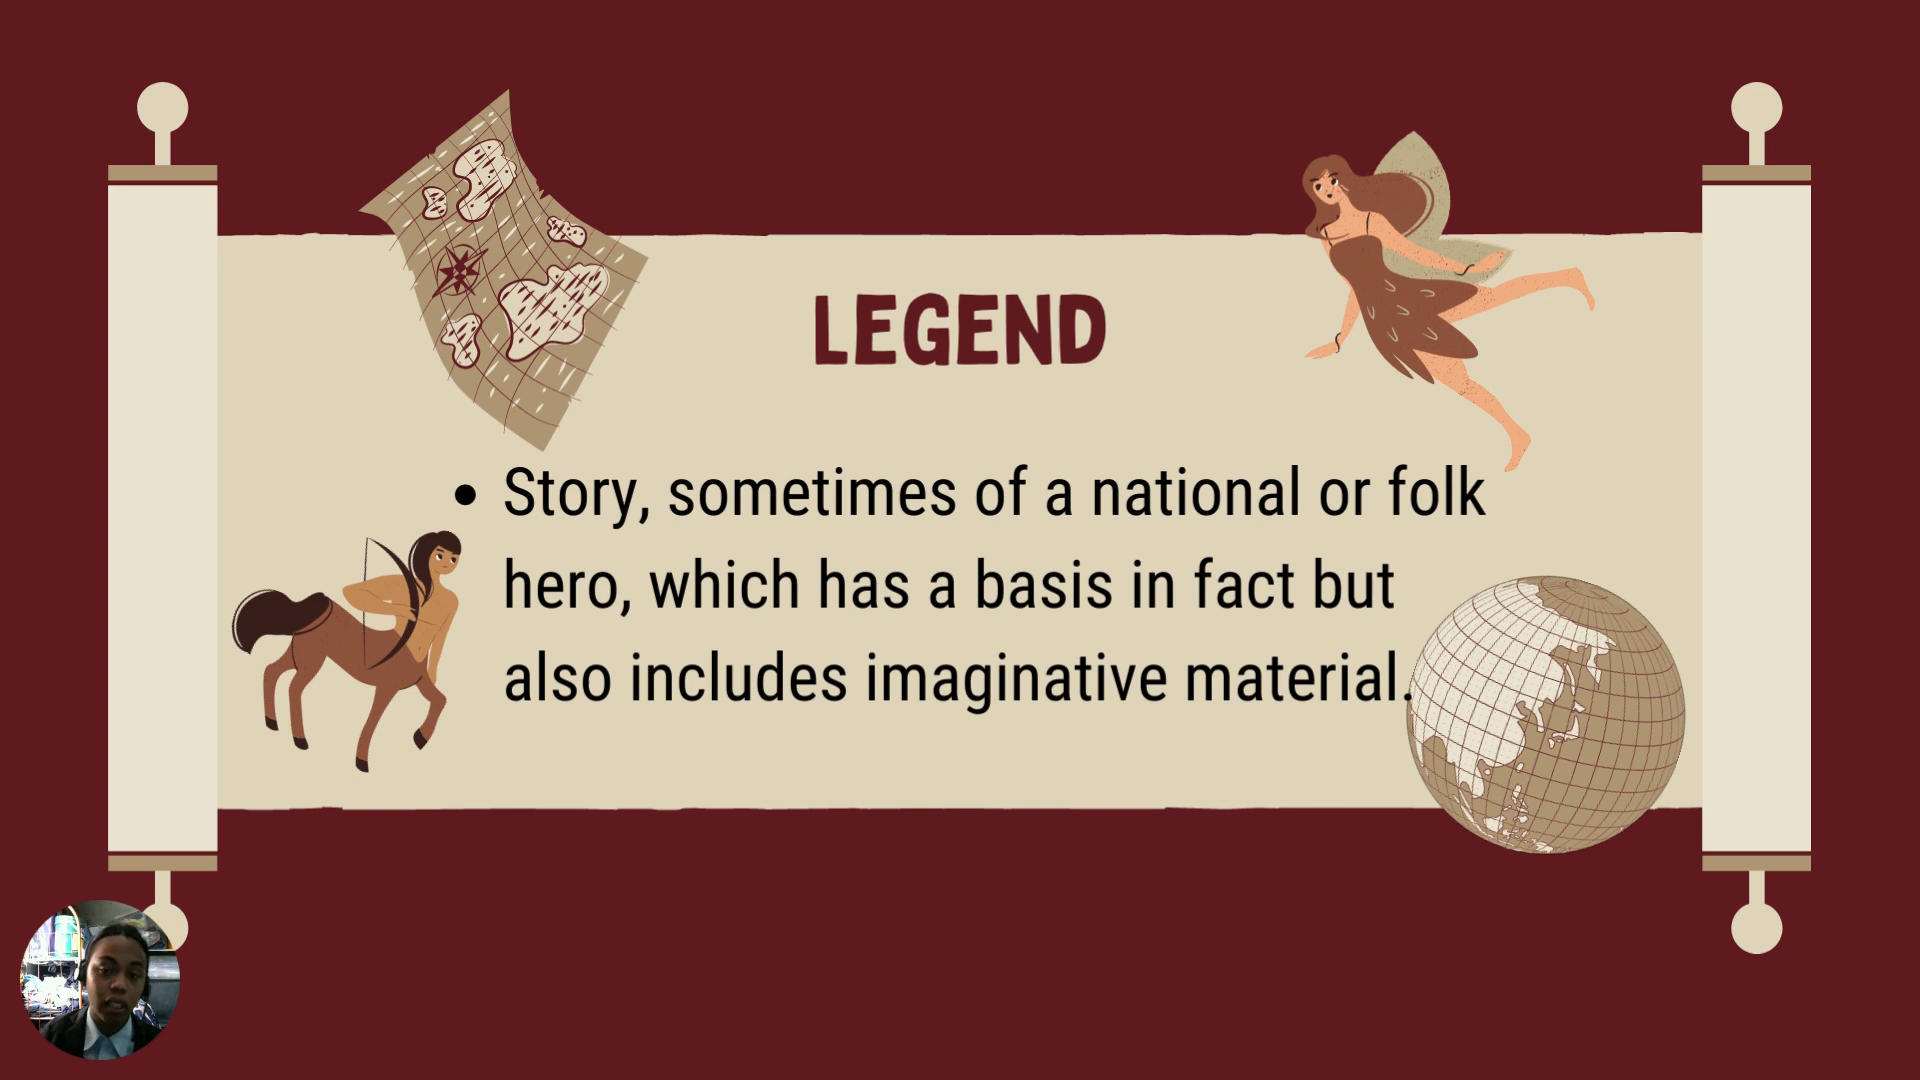 LEGEND
• Story, sometimes of a national or folk
hero, which has a basis in fact but
also includes imaginative material.